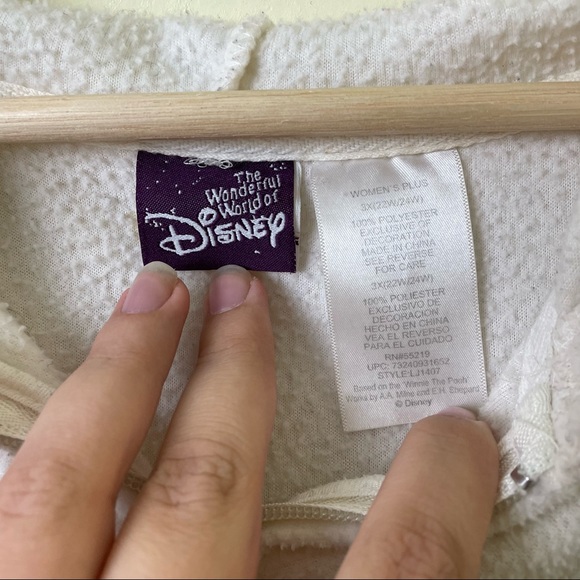 The
Wonderful
World of
Disney
WOMEN'S PLUS
3X(22W/24W)
100% POLYESTER
EXCLUSIVE OF
DECORATION
MADE IN CHINA
SEE REVERSE
FOR CARE
3X(22W/24W)
100% POLIESTER
EXCLUSIVO DE
DECORACIÓN
HECHO EN CHINA
VEA EL REVERSO
PARA EL CUIDADO
RN#55219
UPC: 73240931652
STYLE:LJ1407
Based on the 'Winnie The Pooh'
Works by A.A. Milne and E.H. Shepard
© Disney